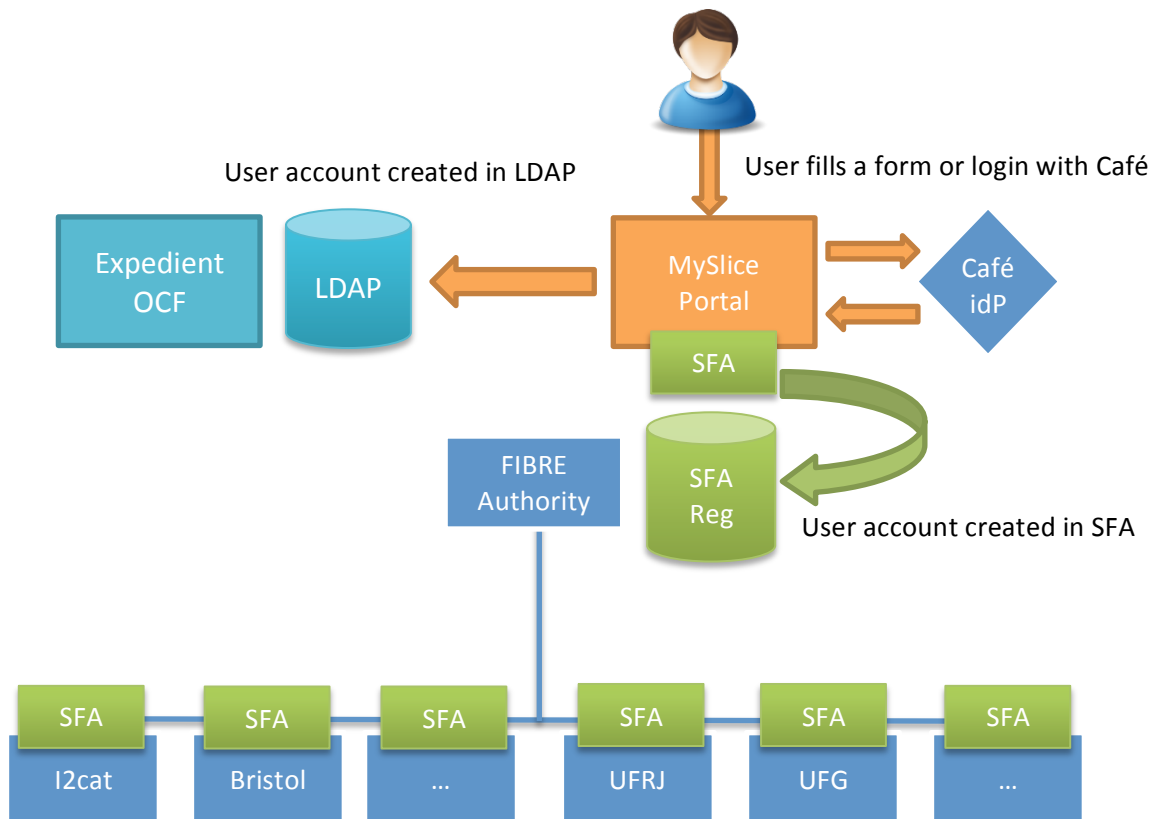 User account created in LDAP
User fills a form or login with Café
Expedient
OCF
LDAP
MySlice
Portal
Café
idP
SFA
FIBRE
Authority
SFA
Reg
User account created in SFA
SFA
SFA
SFA
SFA
SFA
SFA
I2cat
Bristol
...
UFRJ
UFG
...